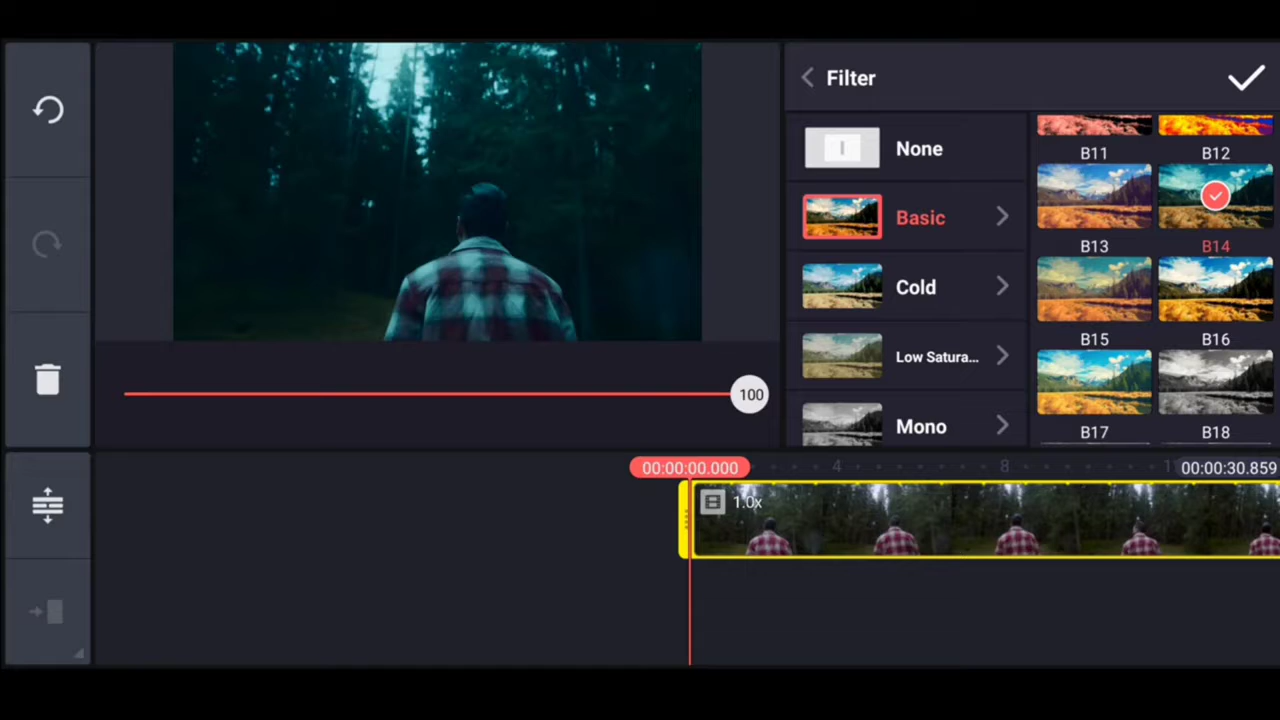 Filter
None
Basic
Cold
Low Satura...
Mono
B11
B12
B13
B14
B15
B16
B17
B18
100
00:00:00.000
4
8
00:00:30.859
1.0x